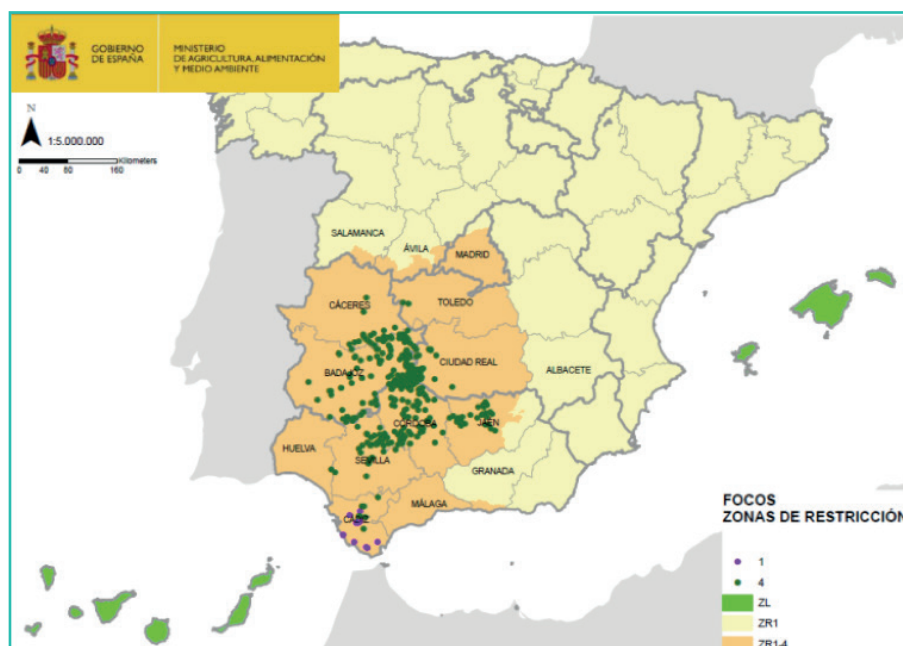 GOBIERNO
DE ESPAÑA
MINISTERIO
DE AGRICULTURA, ALIMENTACIÓN
Y MEDIO AMBIENTE
N
1:5.000.000
Kilometers
0 40 80 160
SALAMANCA
ÁVILA
MADRID
CÁCERES
TOLEDO
BADAJOZ
CIUDAD REAL
ALBACETE
CÓRDOBA
JAÉN
HUELVA
SEVILLA
GRANADA
MÁLAGA
CÁDIZ
FOCOS
ZONAS DE RESTRICCIÓN
1
4
ZL
ZR1
ZR1-4